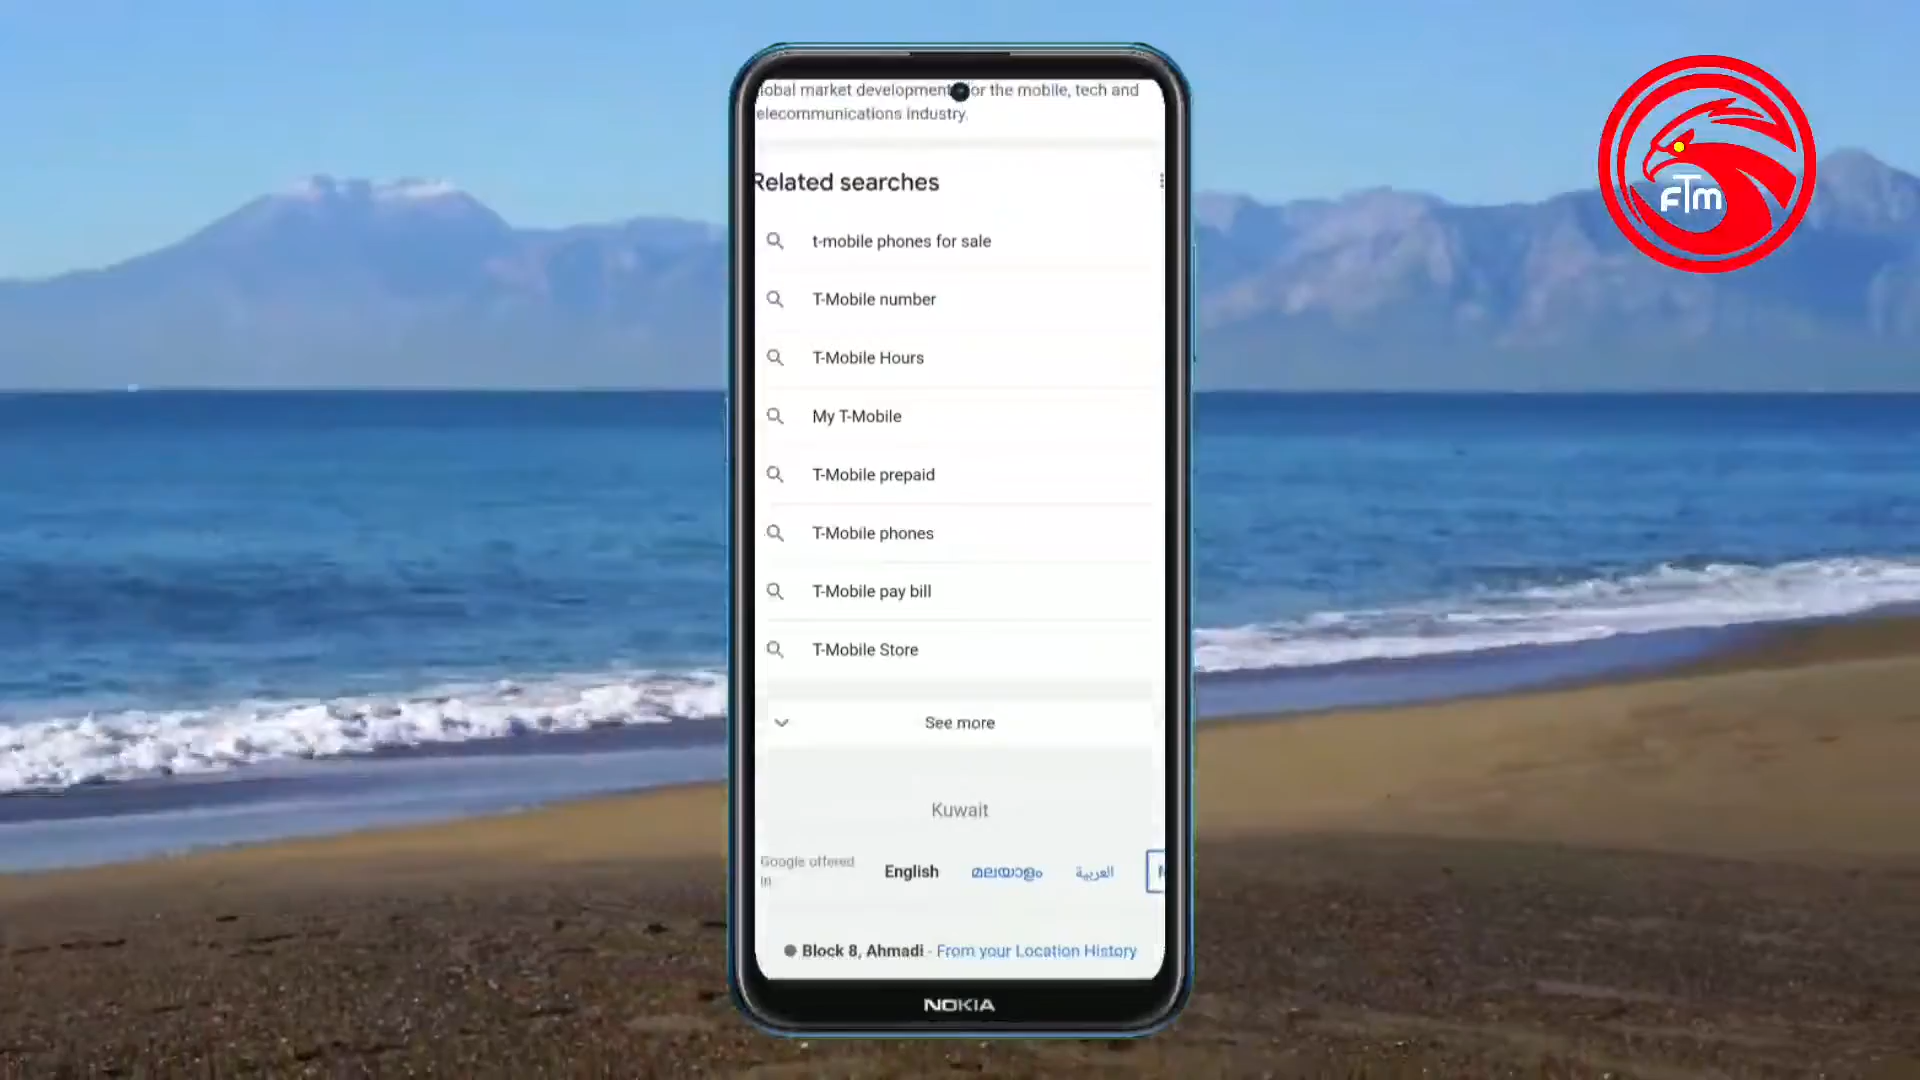 lobal market development or the mobile, tech and
elecommunications industry.
Related searches
t-mobile phones for sale
T-Mobile number
T-Mobile Hours
My T-Mobile
T-Mobile prepaid
T-Mobile phones
T-Mobile pay bill
T-Mobile Store
See more
Kuwait
Google offered in
English മലയാളം العربية
Block 8, Ahmadi - From your Location History
NOKIA
FTm